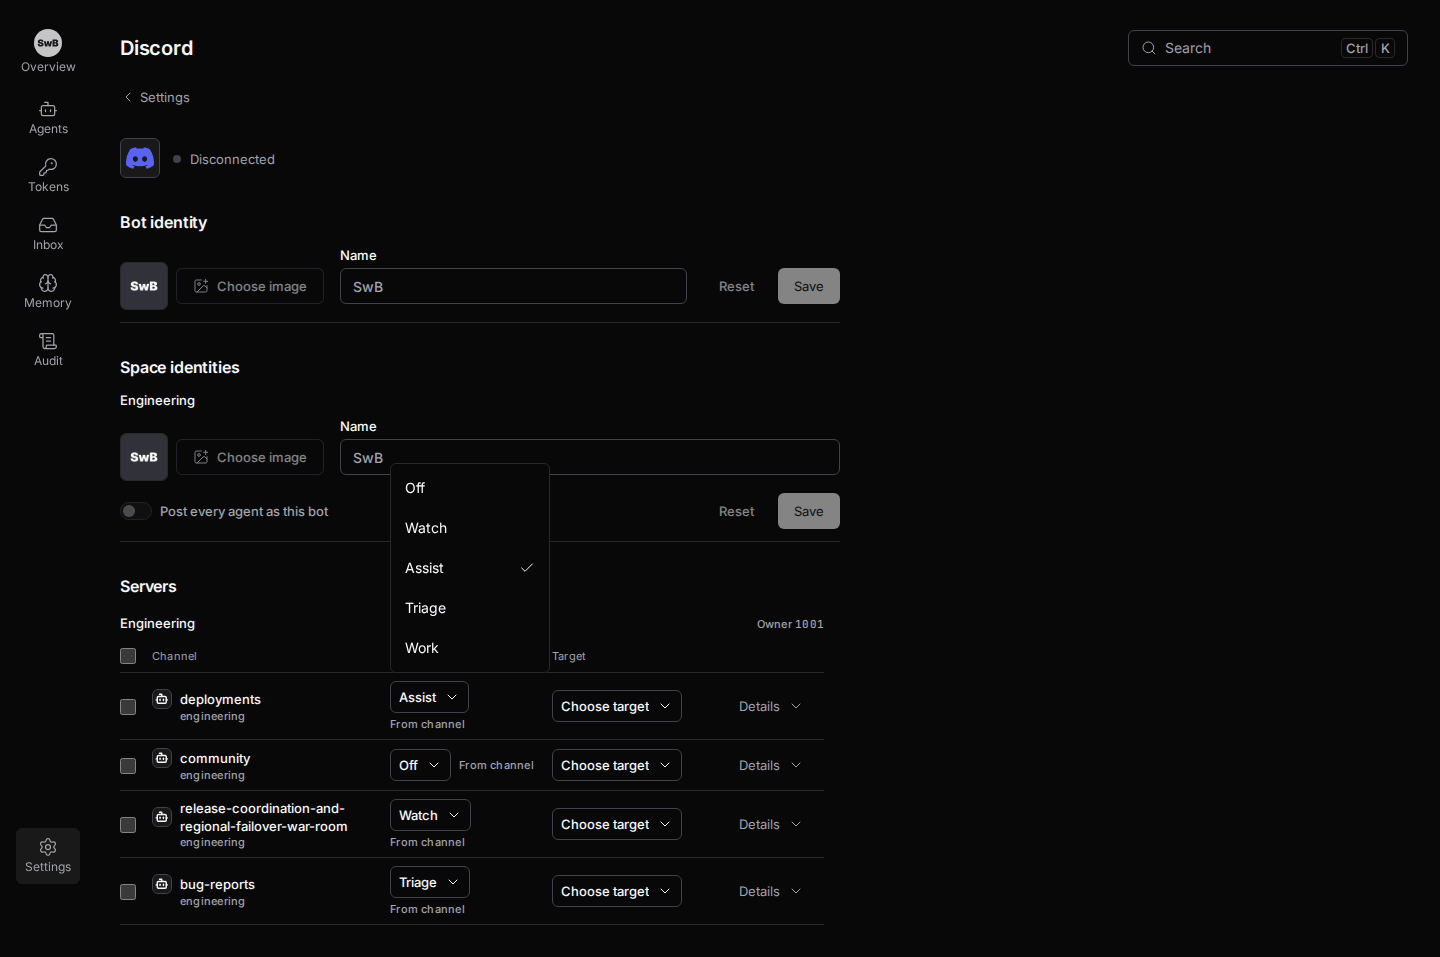 SwB
Overview
Agents
Tokens
Inbox
Memory
Audit
Settings
Discord
Search
Ctrl K
Settings
Disconnected
Bot identity
SwB
Choose image
Name
SwB
Reset
Save
Space identities
Engineering
SwB
Choose image
Name
SwB
Post every agent as this bot
Reset
Save
Off
Watch
Assist
Triage
Work
Servers
Engineering
Owner 1001
Channel
Target
deployments
engineering
Assist
From channel
Choose target
Details
community
engineering
Off
From channel
Choose target
Details
release-coordination-and-
regional-failover-war-room
engineering
Watch
From channel
Choose target
Details
bug-reports
engineering
Triage
From channel
Choose target
Details